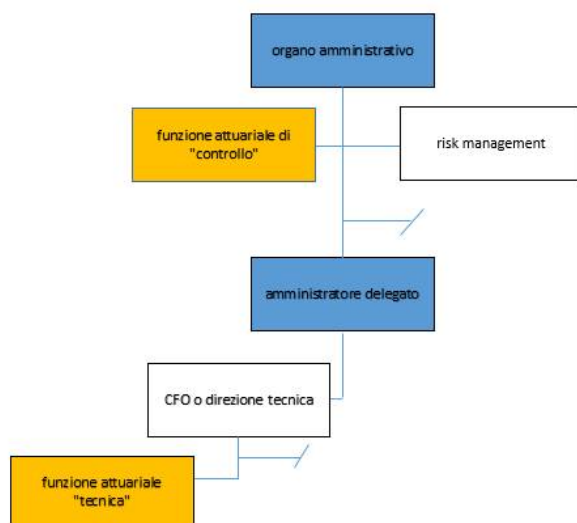 organo amministrativo
funzione attuariale di
"controllo"
risk management
amministratore delegato
CFO o direzione tecnica
funzione attuariale
"tecnica"